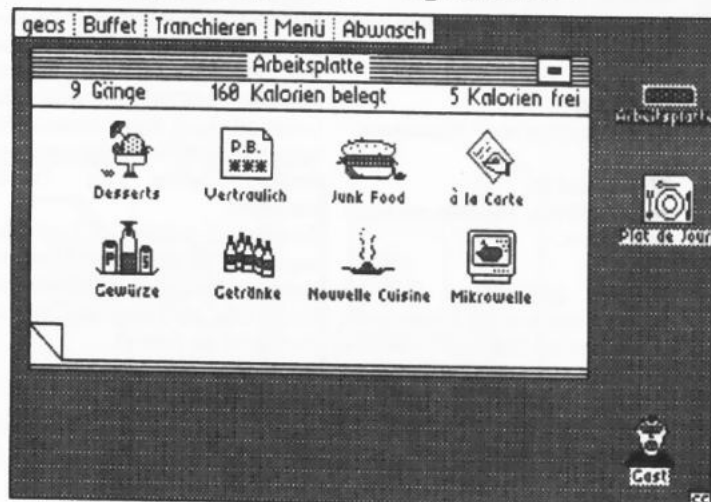 geos Buffet Tranchieren Menü Abwasch
Arbeitsplatte
9 Gänge 160 Kalorien belegt 5 Kalorien frei
Arbeitsplatte
P.B.
Desserts Vertraulich Junk Food à la Carte
Plat de Jour
P S
Gewürze Getränke Nouvelle Cuisine Mikrowelle
Gast